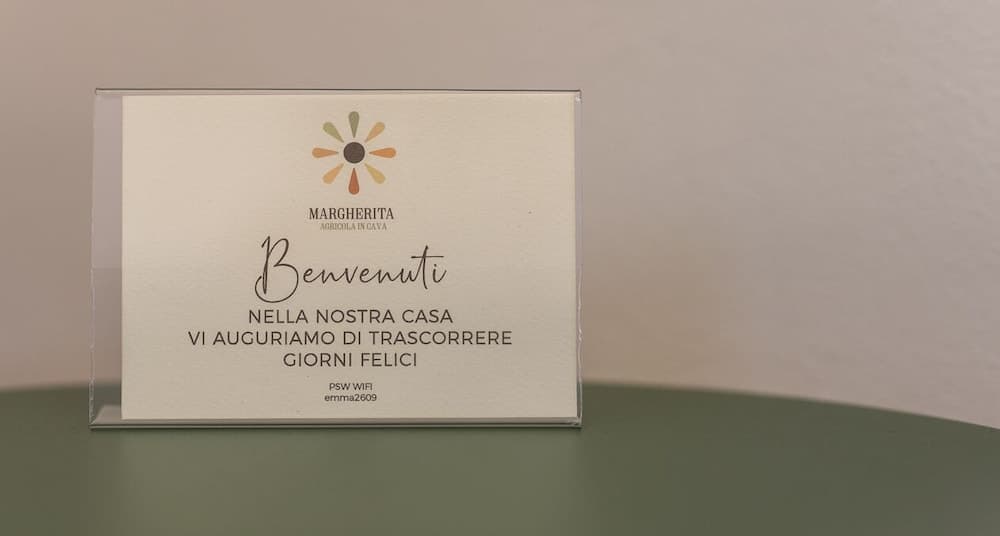 MARGHERITA
AGRICOLA IN CAVA
Benvenuti
NELLA NOSTRA CASA
VI AUGURIAMO DI TRASCORRERE
GIORNI FELICI
PSW WIFI
emma2609